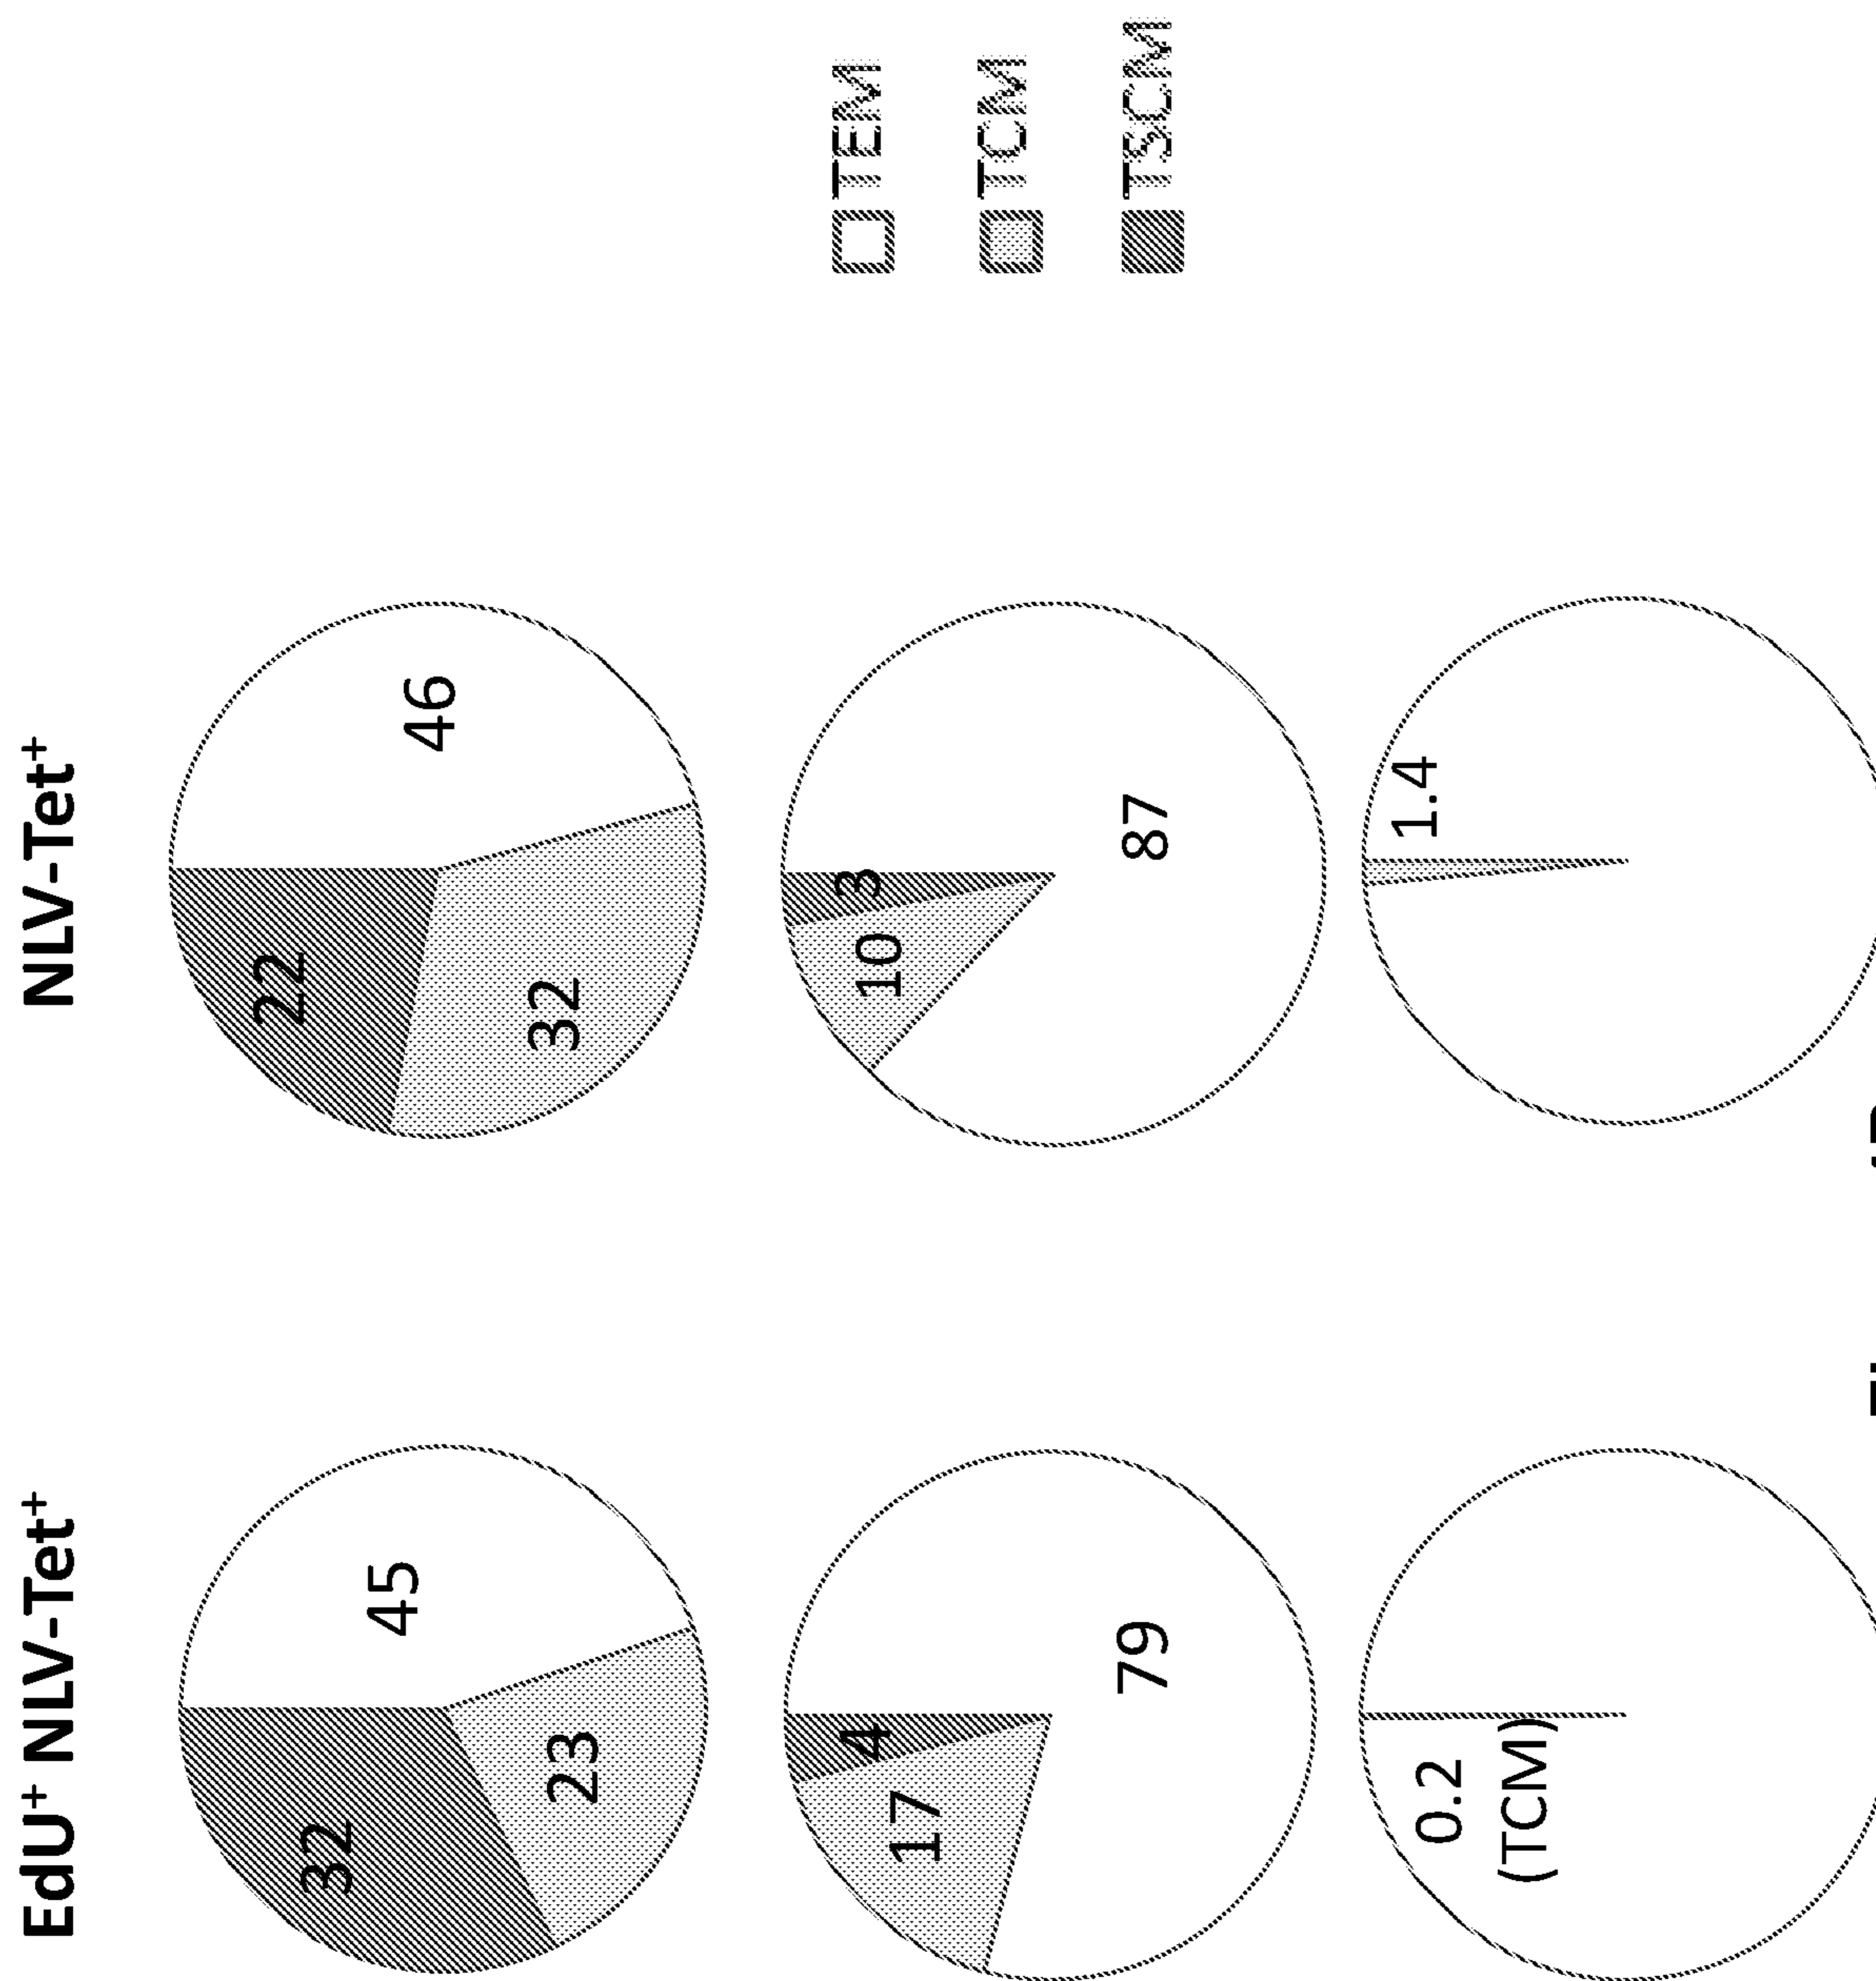 EdU⁺ NLV-Tet⁺
NLV-Tet⁺
32
45
23
22
46
32
4
17
79
3
10
87
0.2
(TCM)
1.4
TEM
TCM
TSCM